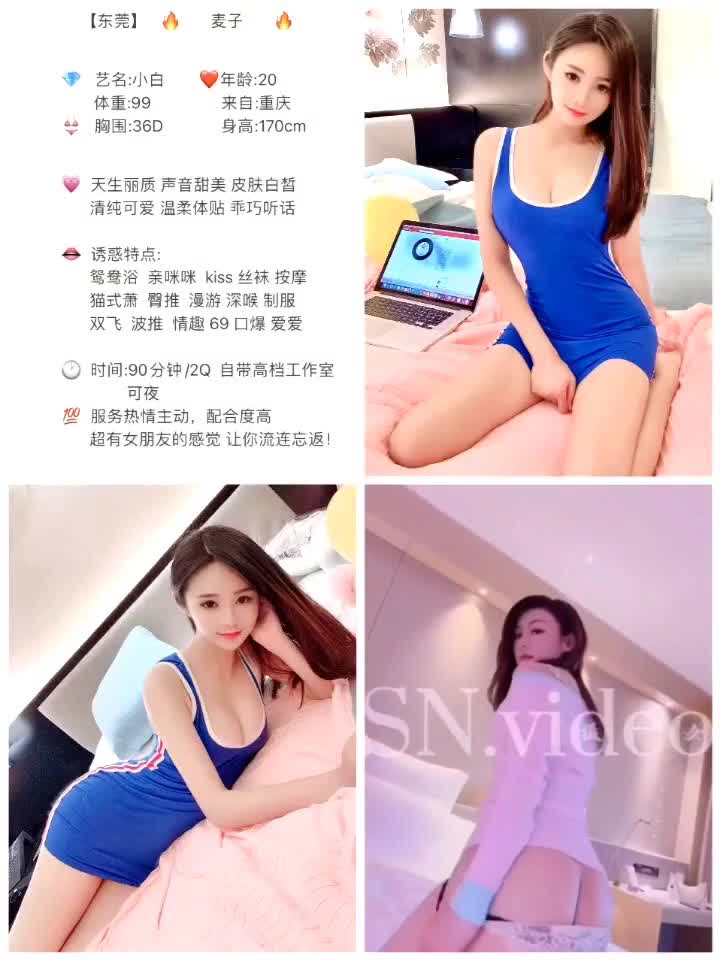 【东莞】 🔥 麦子 🔥
💎 艺名:小白 ❤️年龄:20
体重:99 来自:重庆
👙 胸围:36D 身高:170cm
💗 天生丽质 声音甜美 皮肤白皙
清纯可爱 温柔体贴 乖巧听话
👄 诱惑特点:
鸳鸯浴 亲咪咪 kiss 丝袜 按摩
猫式萧 臀推 漫游 深喉 制服
双飞 波推 情趣 69 口爆 爱爱
🕐 时间:90分钟/2Q 自带高档工作室
可夜
💯 服务热情主动，配合度高
超有女朋友的感觉 让你流连忘返！
SN.video